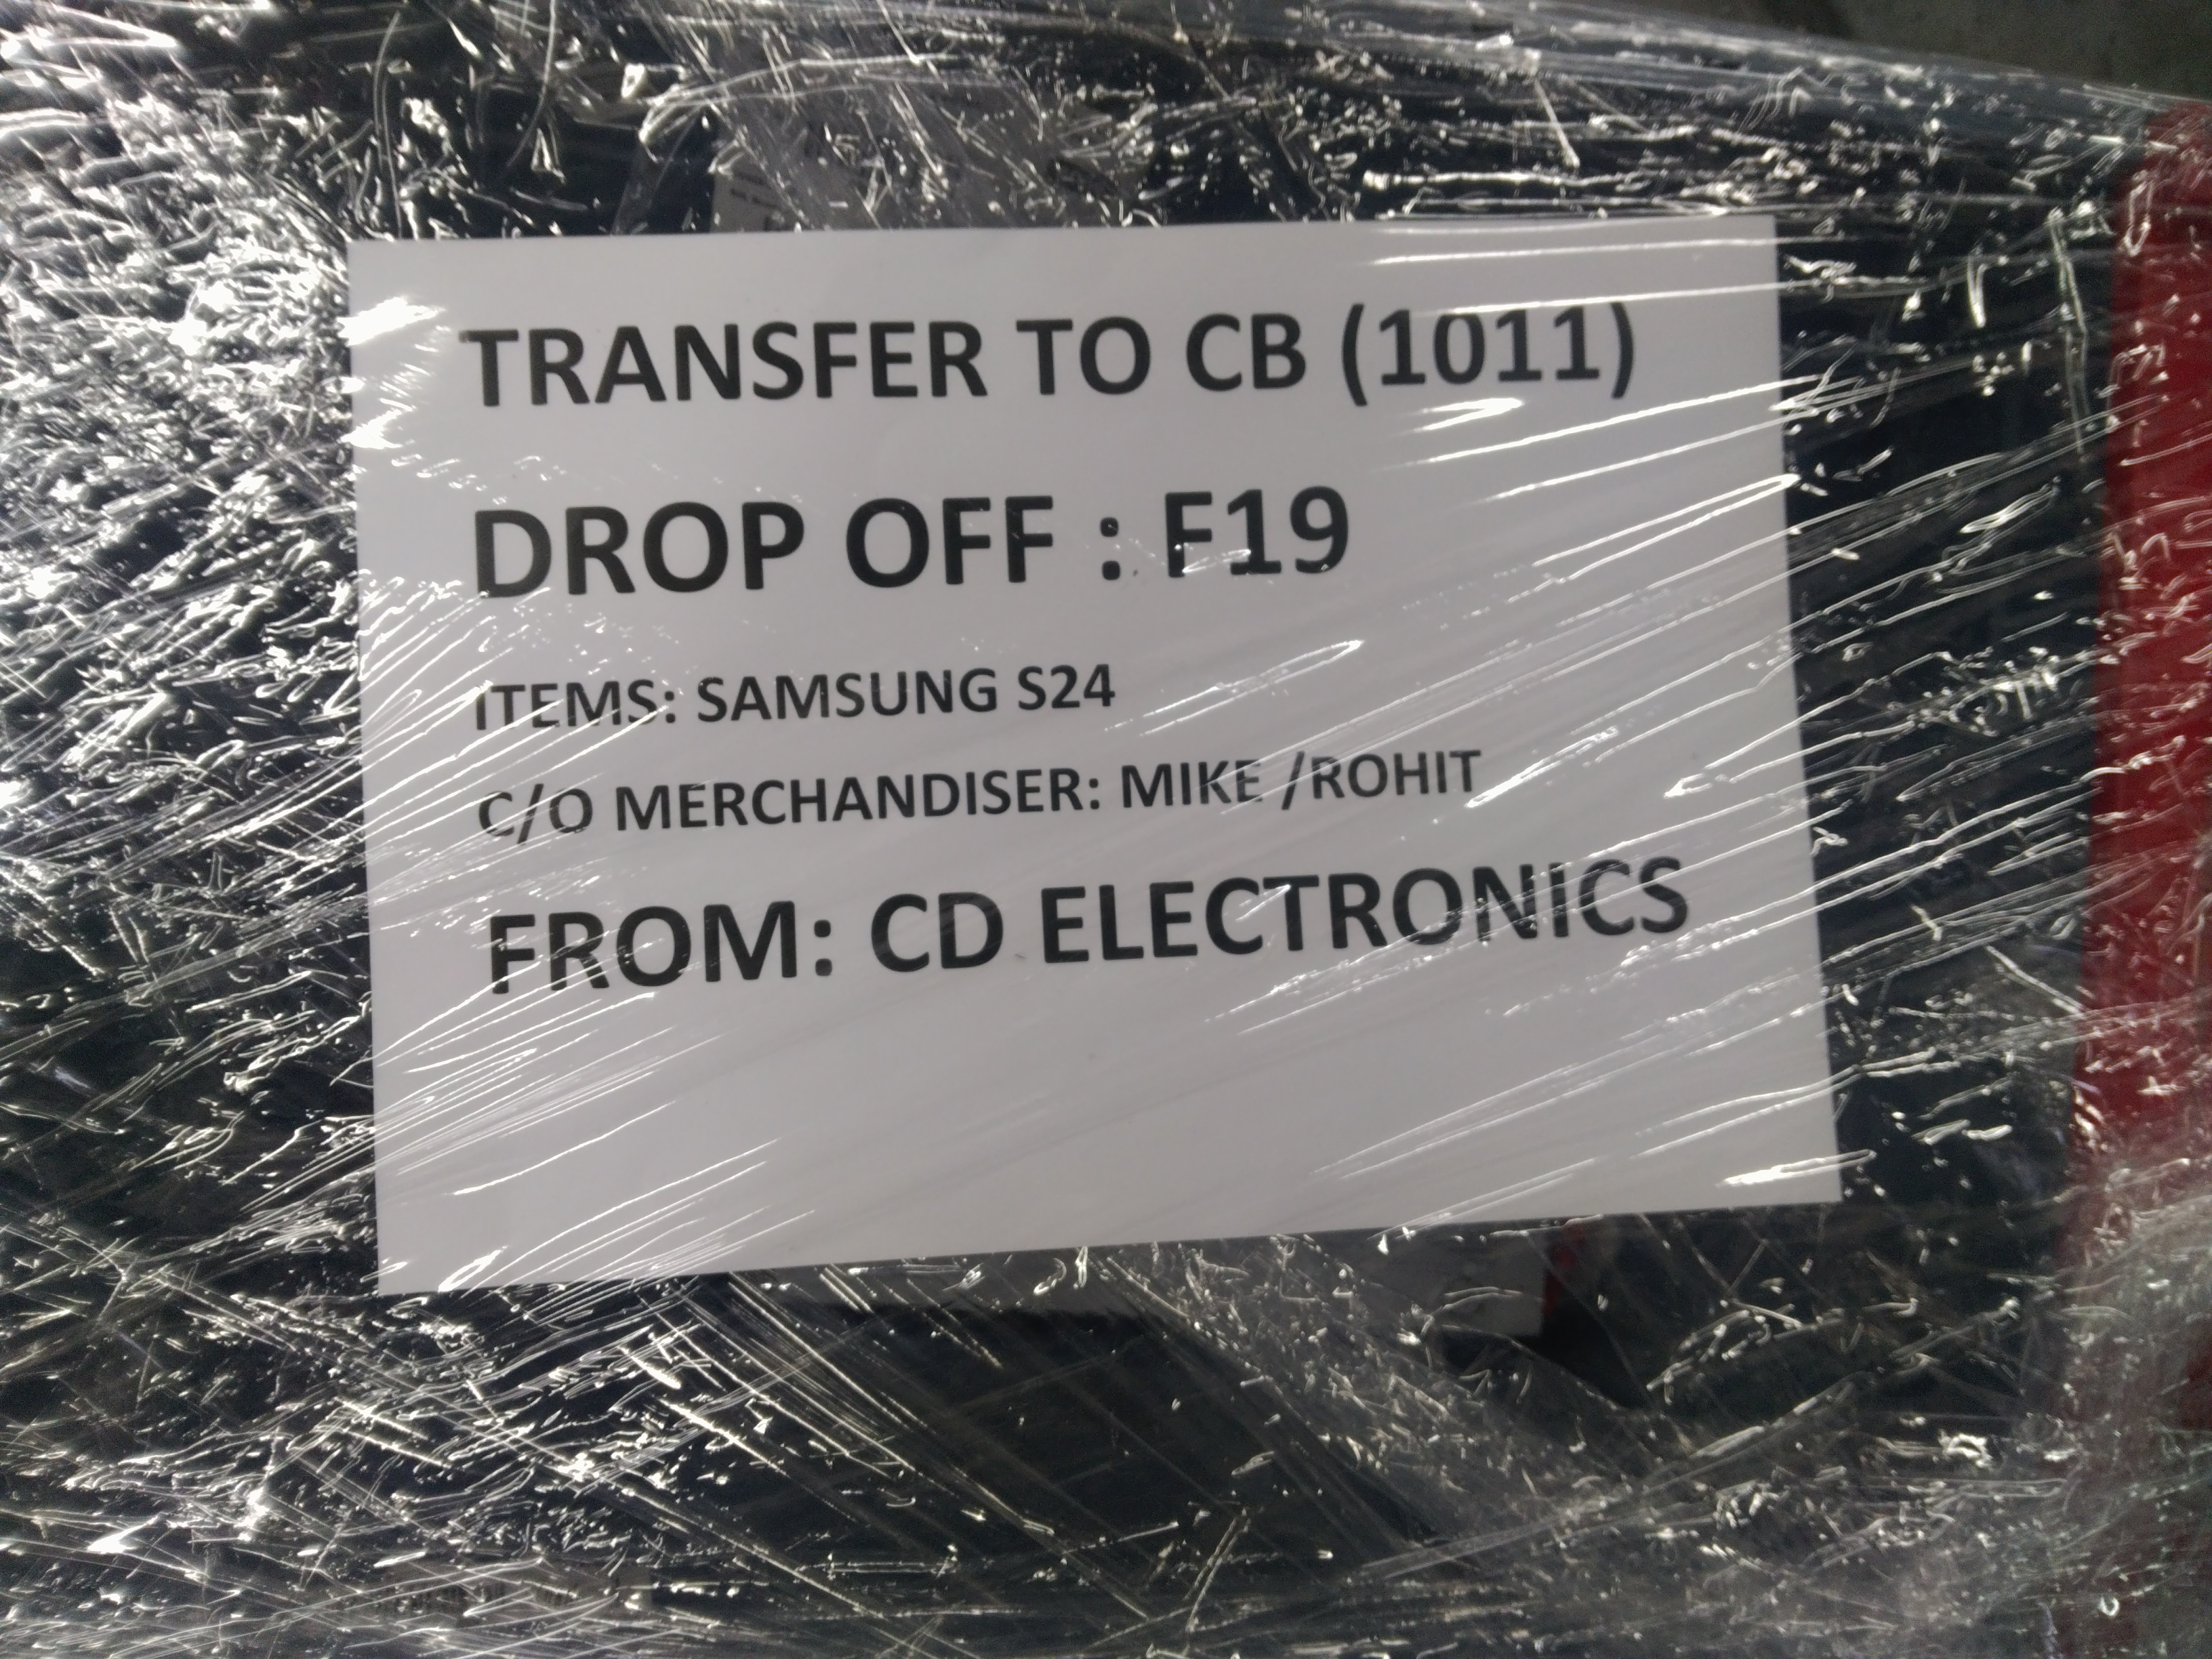 TRANSFER TO CB (1011)
DROP OFF : F19
ITEMS: SAMSUNG S24
C/O MERCHANDISER: MIKE /ROHIT
FROM: CD ELECTRONICS